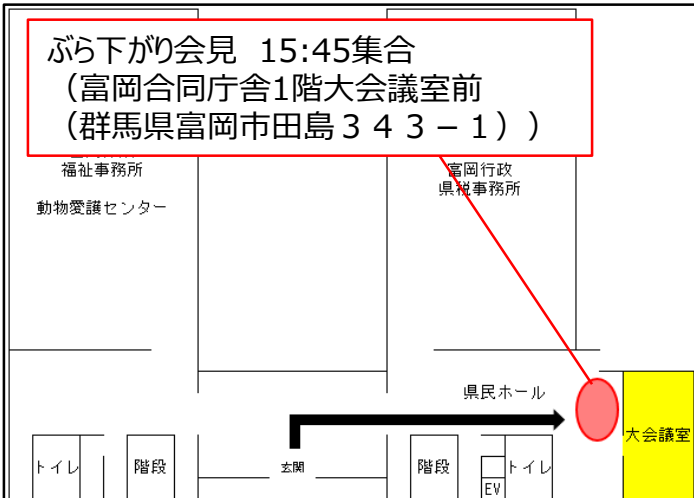 ぶら下がり会見 15:45集合
（富岡合同庁舎1階大会議室前
（群馬県富岡市田島３４３－１））
福祉事務所
動物愛護センター
富岡行政
県税事務所
県民ホール
大会議室
トイレ
階段
玄関
階段
EV
トイレ